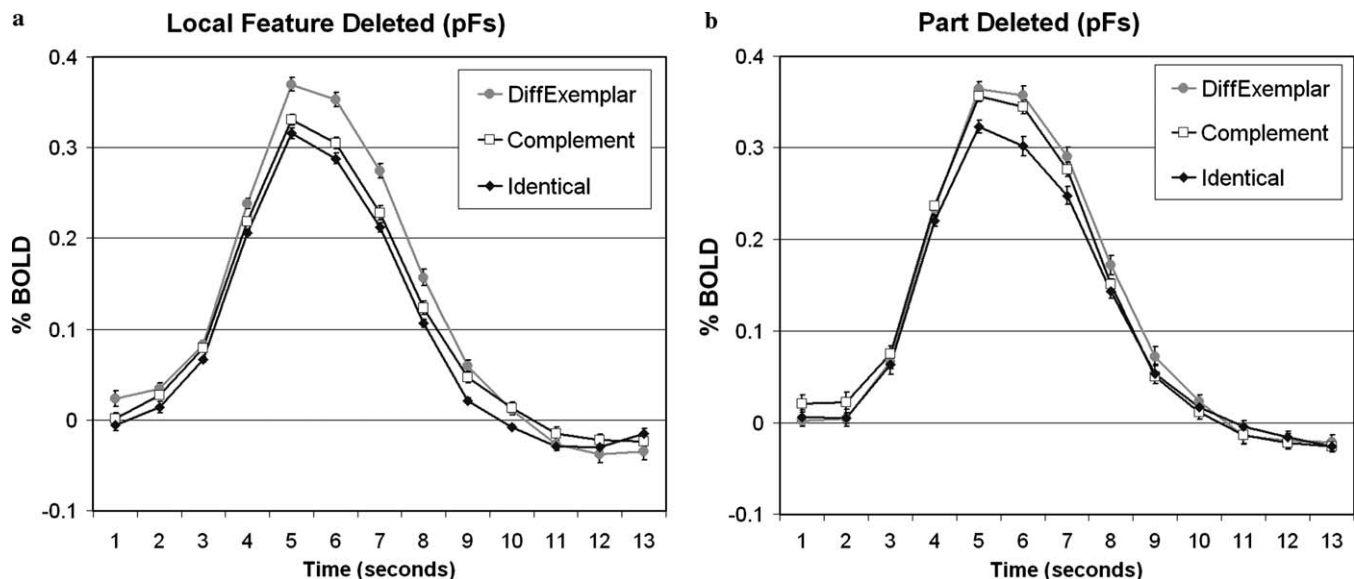 a Local Feature Deleted (pFs)
0.4
0.3
0.2
0.1
0
-0.1
% BOLD
DiffExemplar
Complement
Identical
1 2 3 4 5 6 7 8 9 10 11 12 13
Time (seconds)
b Part Deleted (pFs)
0.4
0.3
0.2
0.1
0
-0.1
% BOLD
DiffExemplar
Complement
Identical
1 2 3 4 5 6 7 8 9 10 11 12 13
Time (seconds)